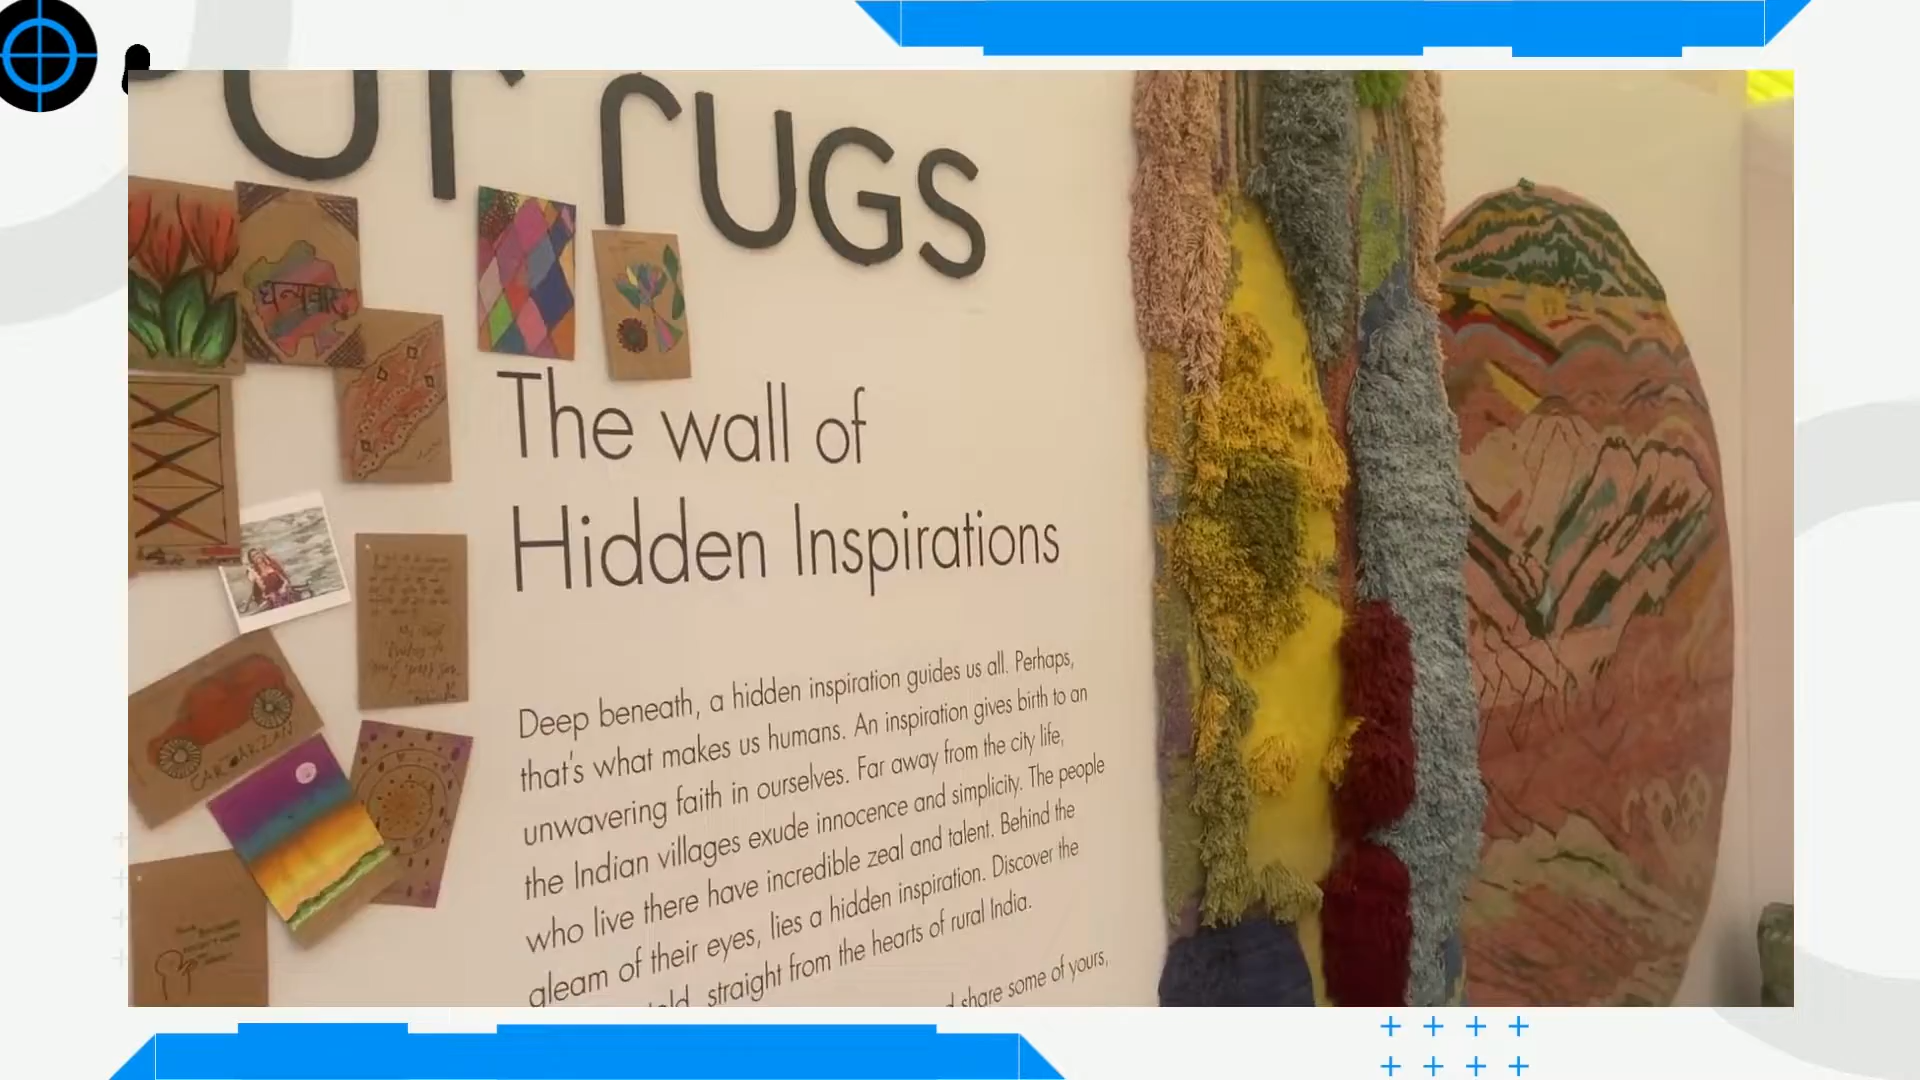 our rugs
धन्यवाद
The wall of
Hidden Inspirations
Deep beneath, a hidden inspiration guides us all. Perhaps,
that's what makes us humans. An inspiration gives birth to an
unwavering faith in ourselves. Far away from the city life,
the Indian villages exude innocence and simplicity. The people
who live there have incredible zeal and talent. Behind the
gleam of their eyes, lies a hidden inspiration. Discover the
straight from the hearts of rural India.
share some of yours,